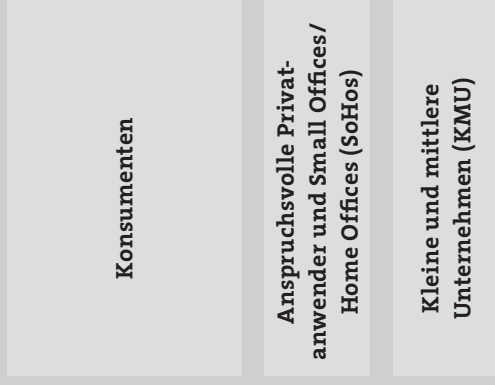 Konsumenten
Anspruchsvolle Privat-
anwender und Small Offices/
Home Offices (SoHos)
Kleine und mittlere
Unternehmen (KMU)